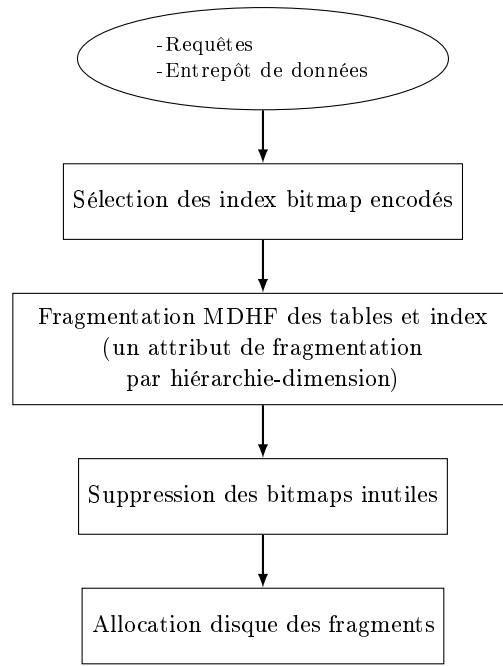 -Requêtes
-Entrepôt de données
Sélection des index bitmap encodés
Fragmentation MDHF des tables et index
(un attribut de fragmentation
par hiérarchie-dimension)
Suppression des bitmaps inutiles
Allocation disque des fragments